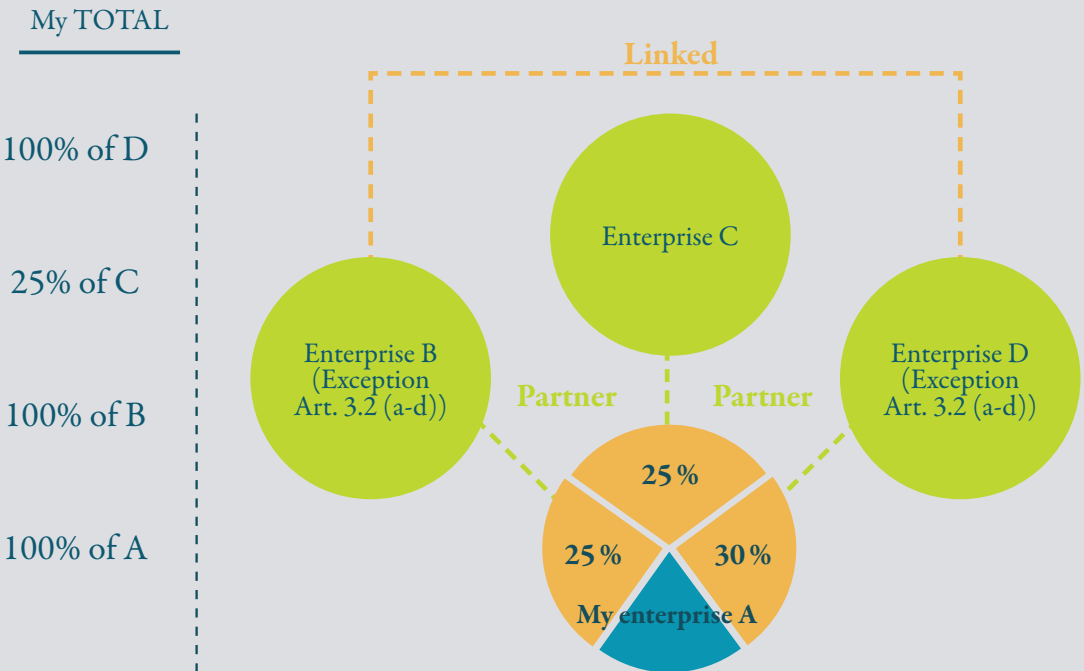 My TOTAL
100% of D
25% of C
100% of B
100% of A
Linked
Enterprise C
Enterprise B
(Exception
Art. 3.2 (a-d))
Enterprise D
(Exception
Art. 3.2 (a-d))
Partner
Partner
25 %
25 %
30 %
My enterprise A